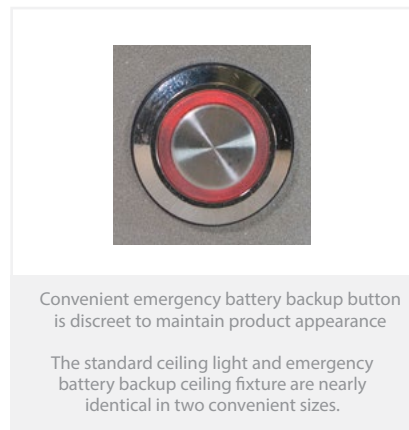 Convenient emergency battery backup button
is discreet to maintain product appearance
The standard ceiling light and emergency
battery backup ceiling fixture are nearly
identical in two convenient sizes.